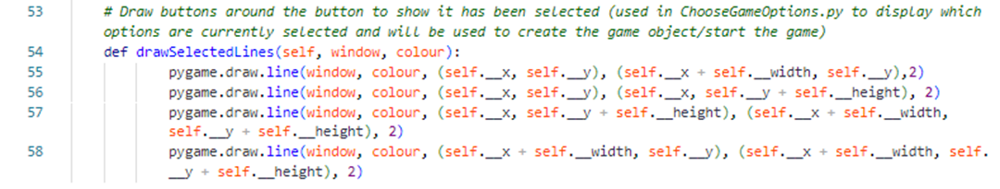 53 # Draw buttons around the button to show it has been selected (used in ChooseGameOptions.py to display which
options are currently selected and will be used to create the game object/start the game)
54 def drawSelectedLines(self, window, colour):
55 pygame.draw.line(window, colour, (self.__x, self.__y), (self.__x + self.__width, self.__y),2)
56 pygame.draw.line(window, colour, (self.__x, self.__y), (self.__x, self.__y + self.__height), 2)
57 pygame.draw.line(window, colour, (self.__x, self.__y + self.__height), (self.__x + self.__width,
self.__y + self.__height), 2)
58 pygame.draw.line(window, colour, (self.__x + self.__width, self.__y), (self.__x + self.__width, self.
__y + self.__height), 2)